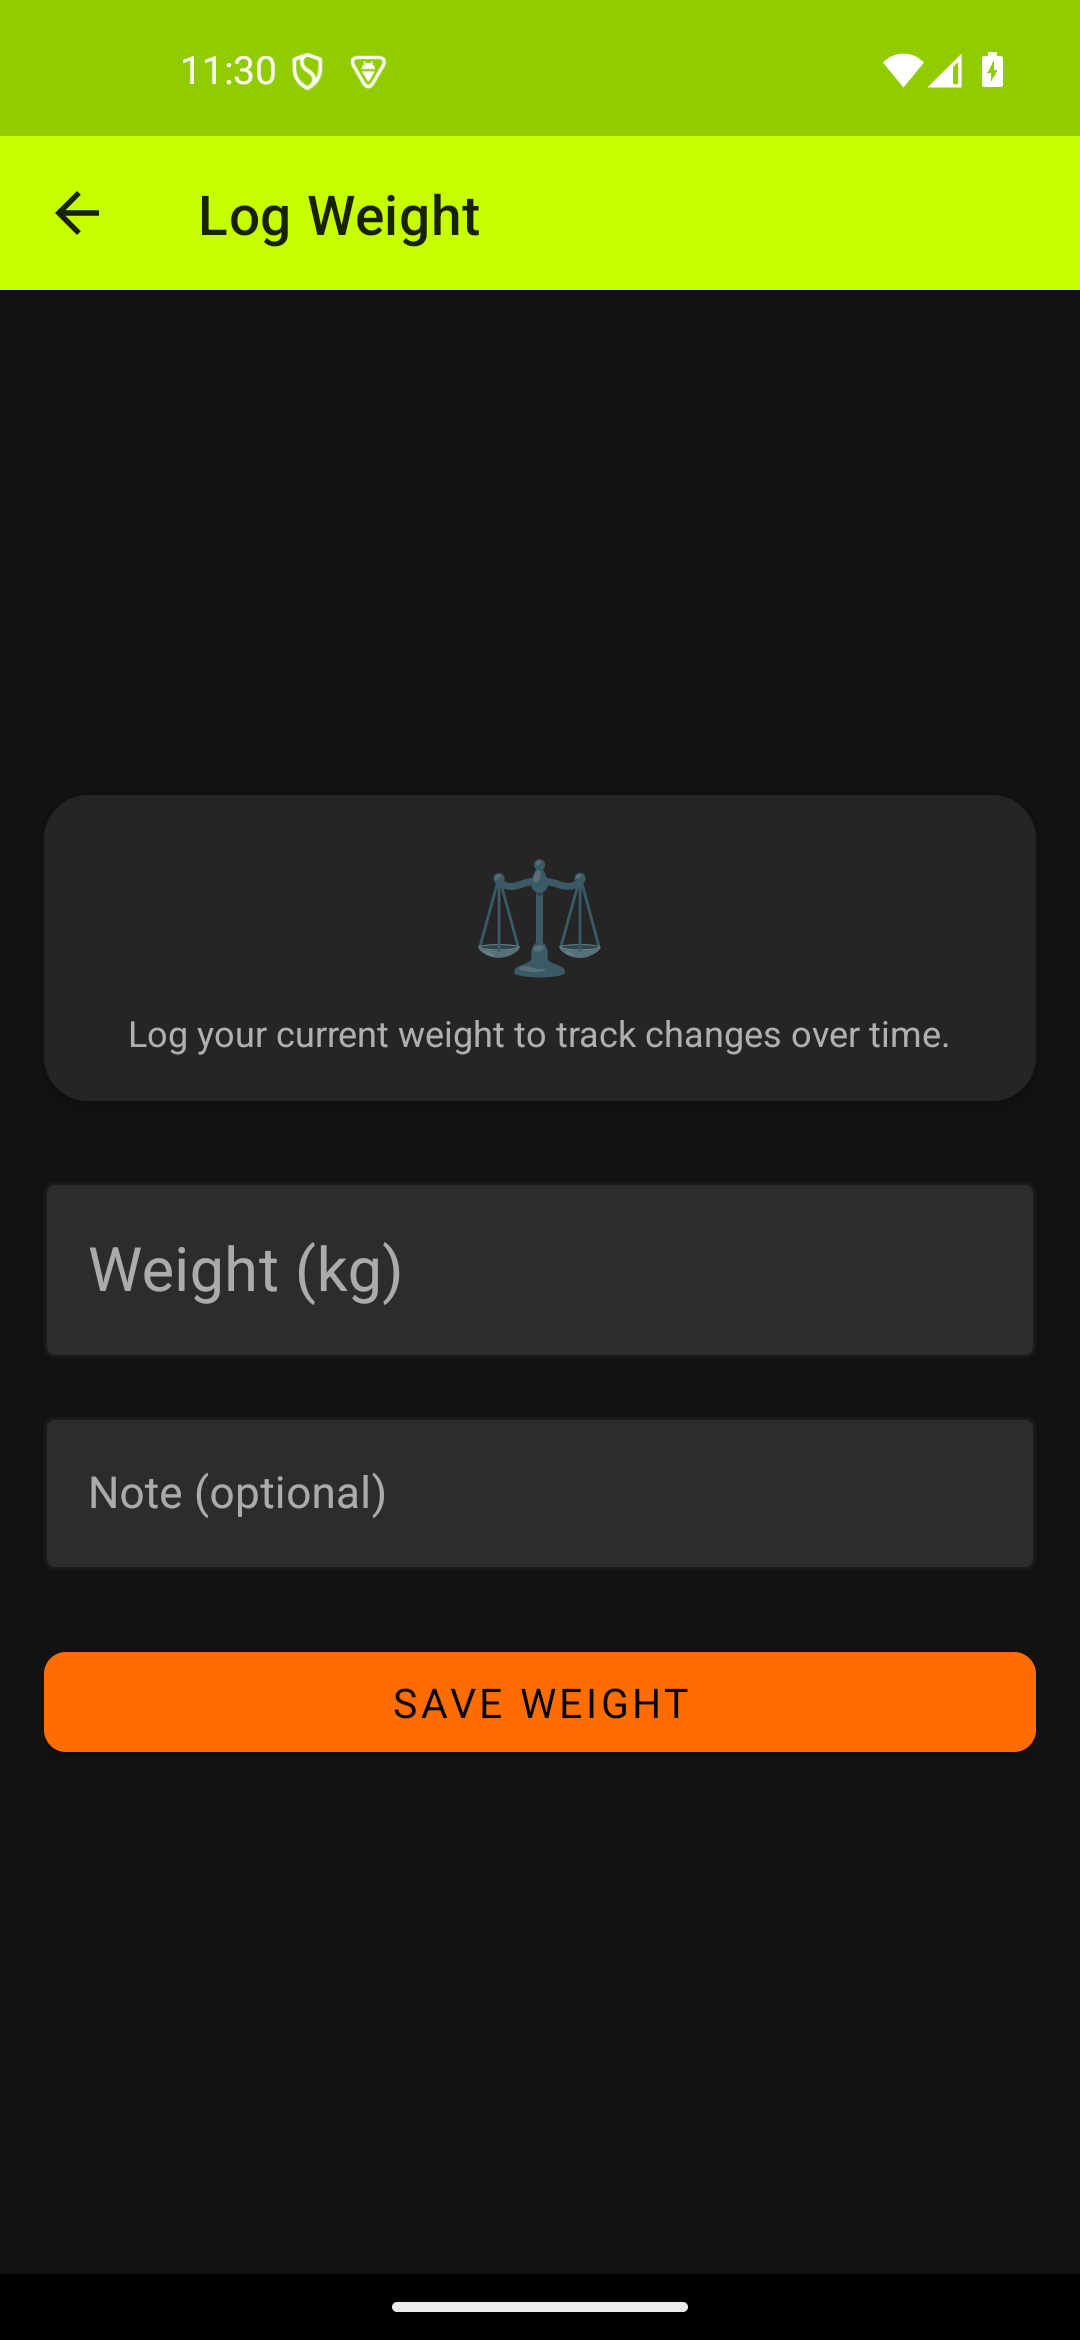 11:30
Log Weight
Log your current weight to track changes over time.
Weight (kg)
Note (optional)
SAVE WEIGHT